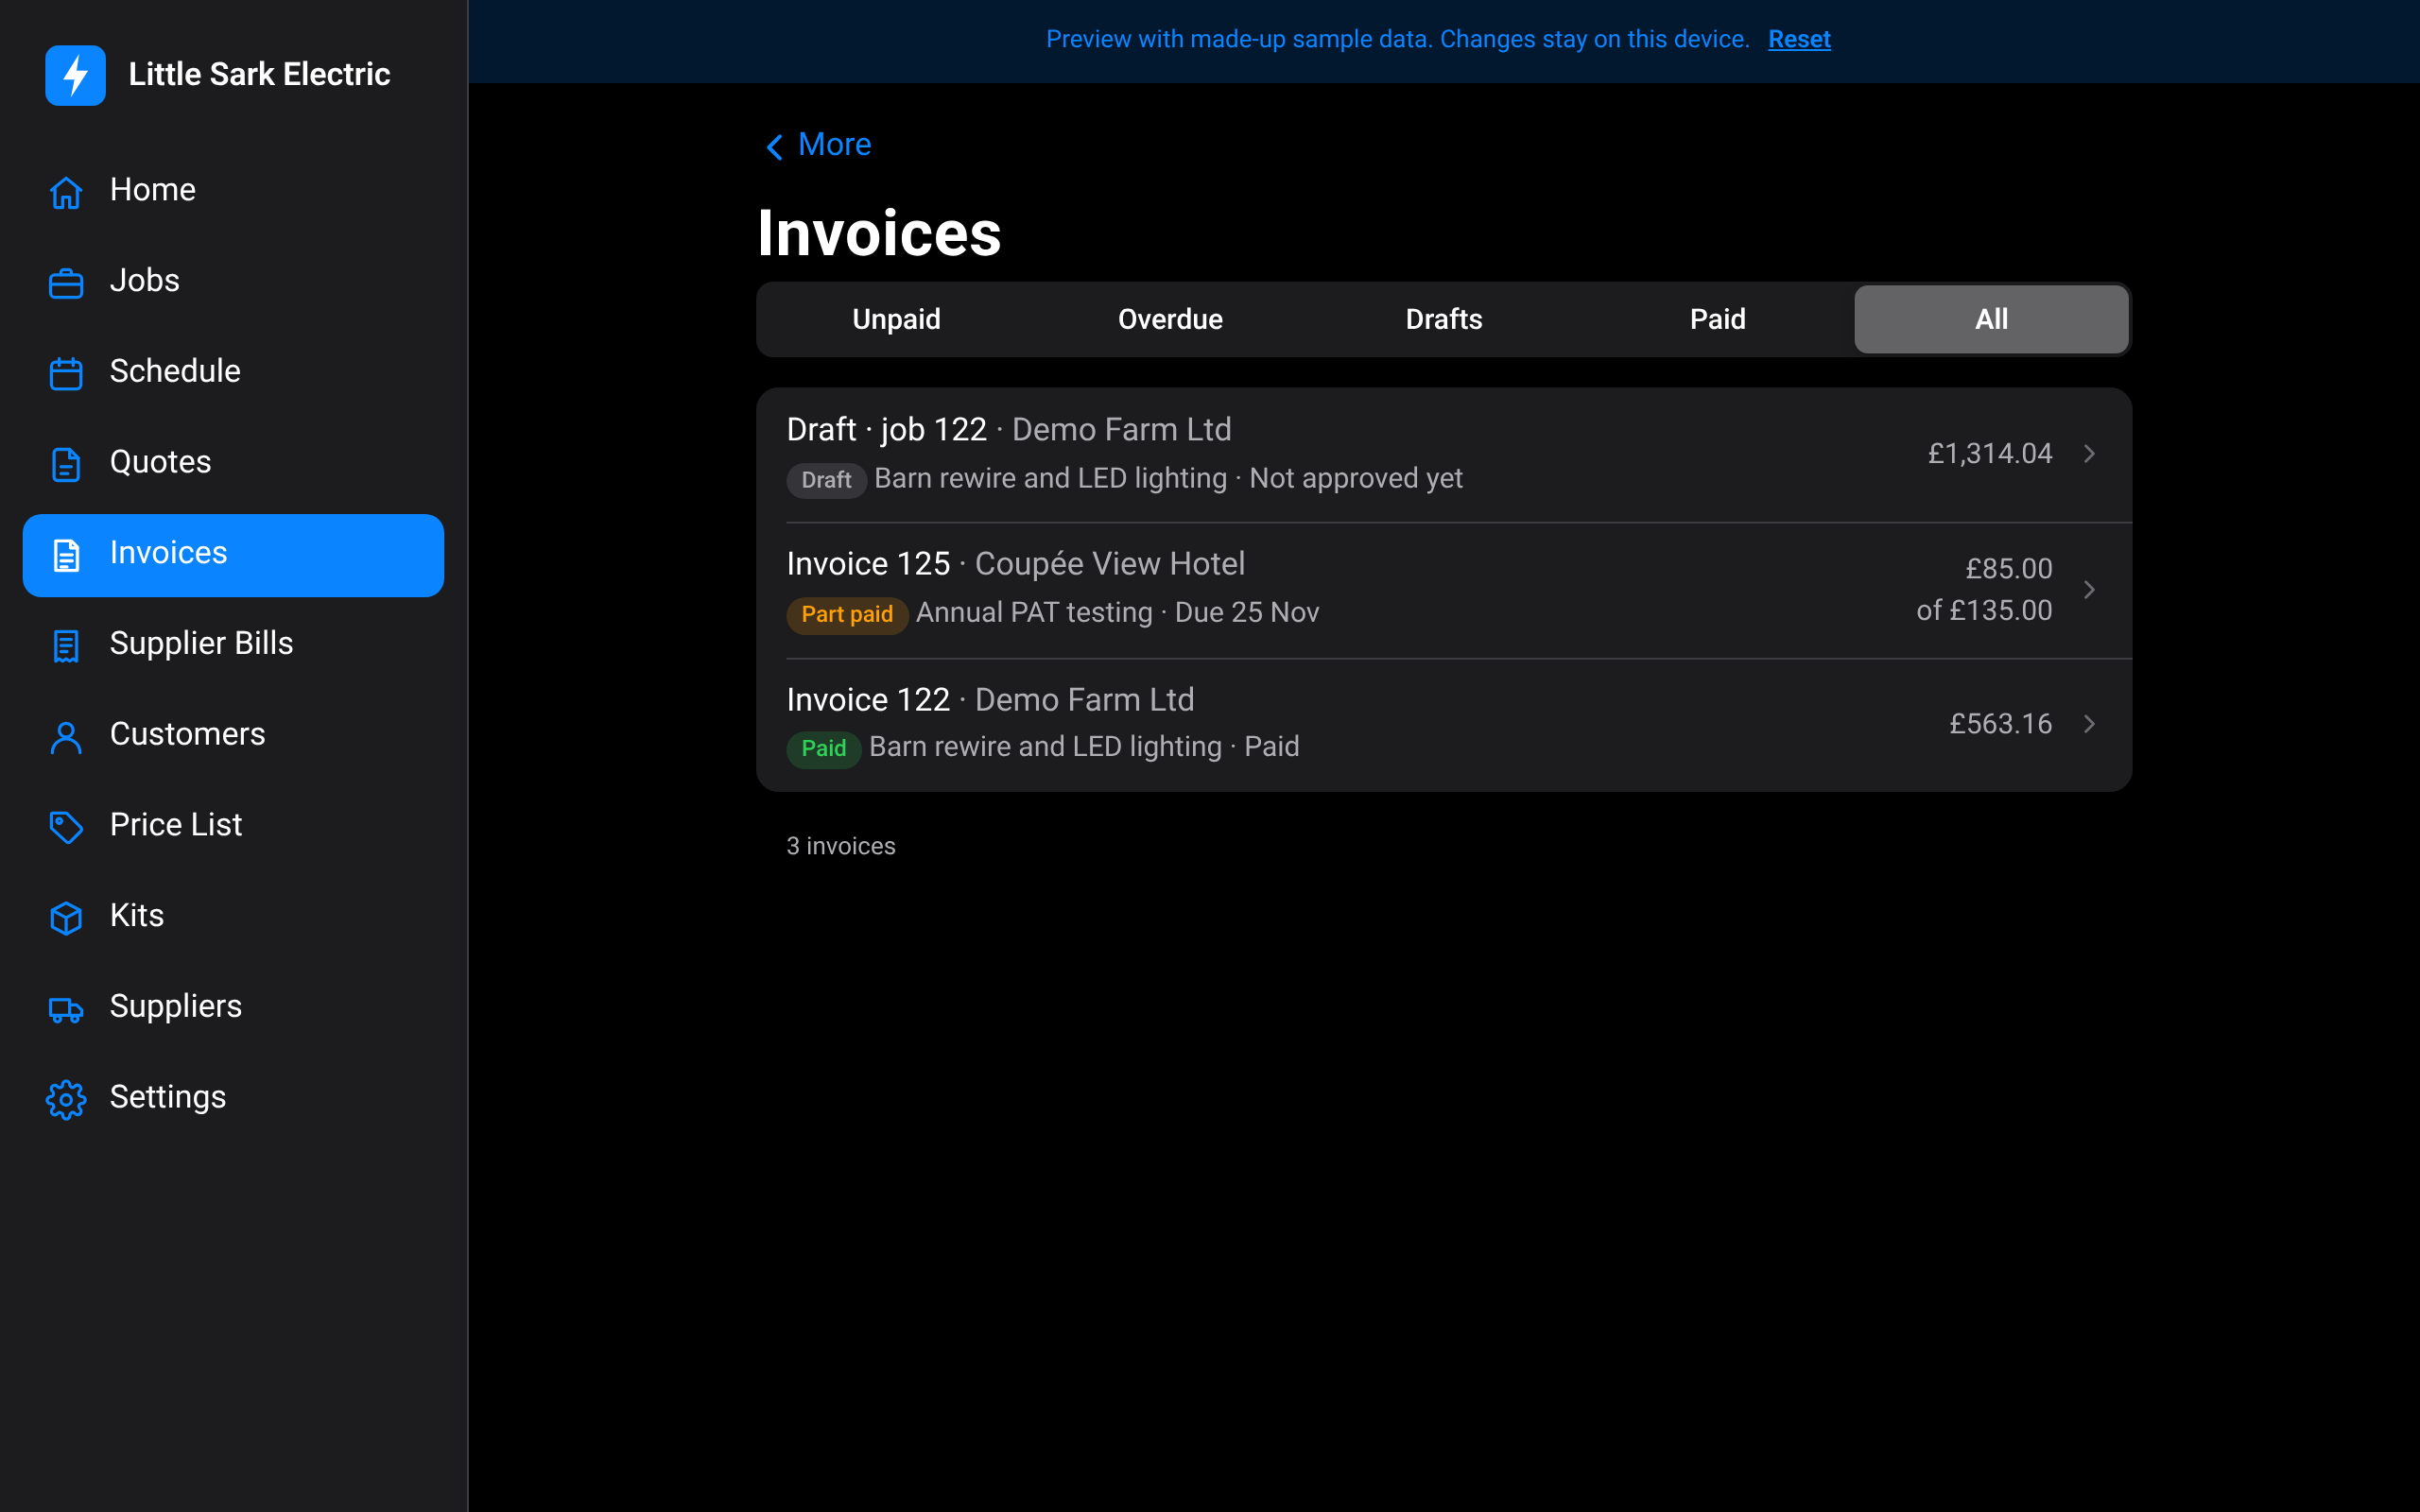 Little Sark Electric
Home
Jobs
Schedule
Quotes
Invoices
Supplier Bills
Customers
Price List
Kits
Suppliers
Settings
Preview with made-up sample data. Changes stay on this device. Reset
More
Invoices
Unpaid Overdue Drafts Paid All
Draft · job 122 · Demo Farm Ltd
Draft Barn rewire and LED lighting · Not approved yet
£1,314.04
Invoice 125 · Coupée View Hotel
Part paid Annual PAT testing · Due 25 Nov
£85.00
of £135.00
Invoice 122 · Demo Farm Ltd
Paid Barn rewire and LED lighting · Paid
£563.16
3 invoices